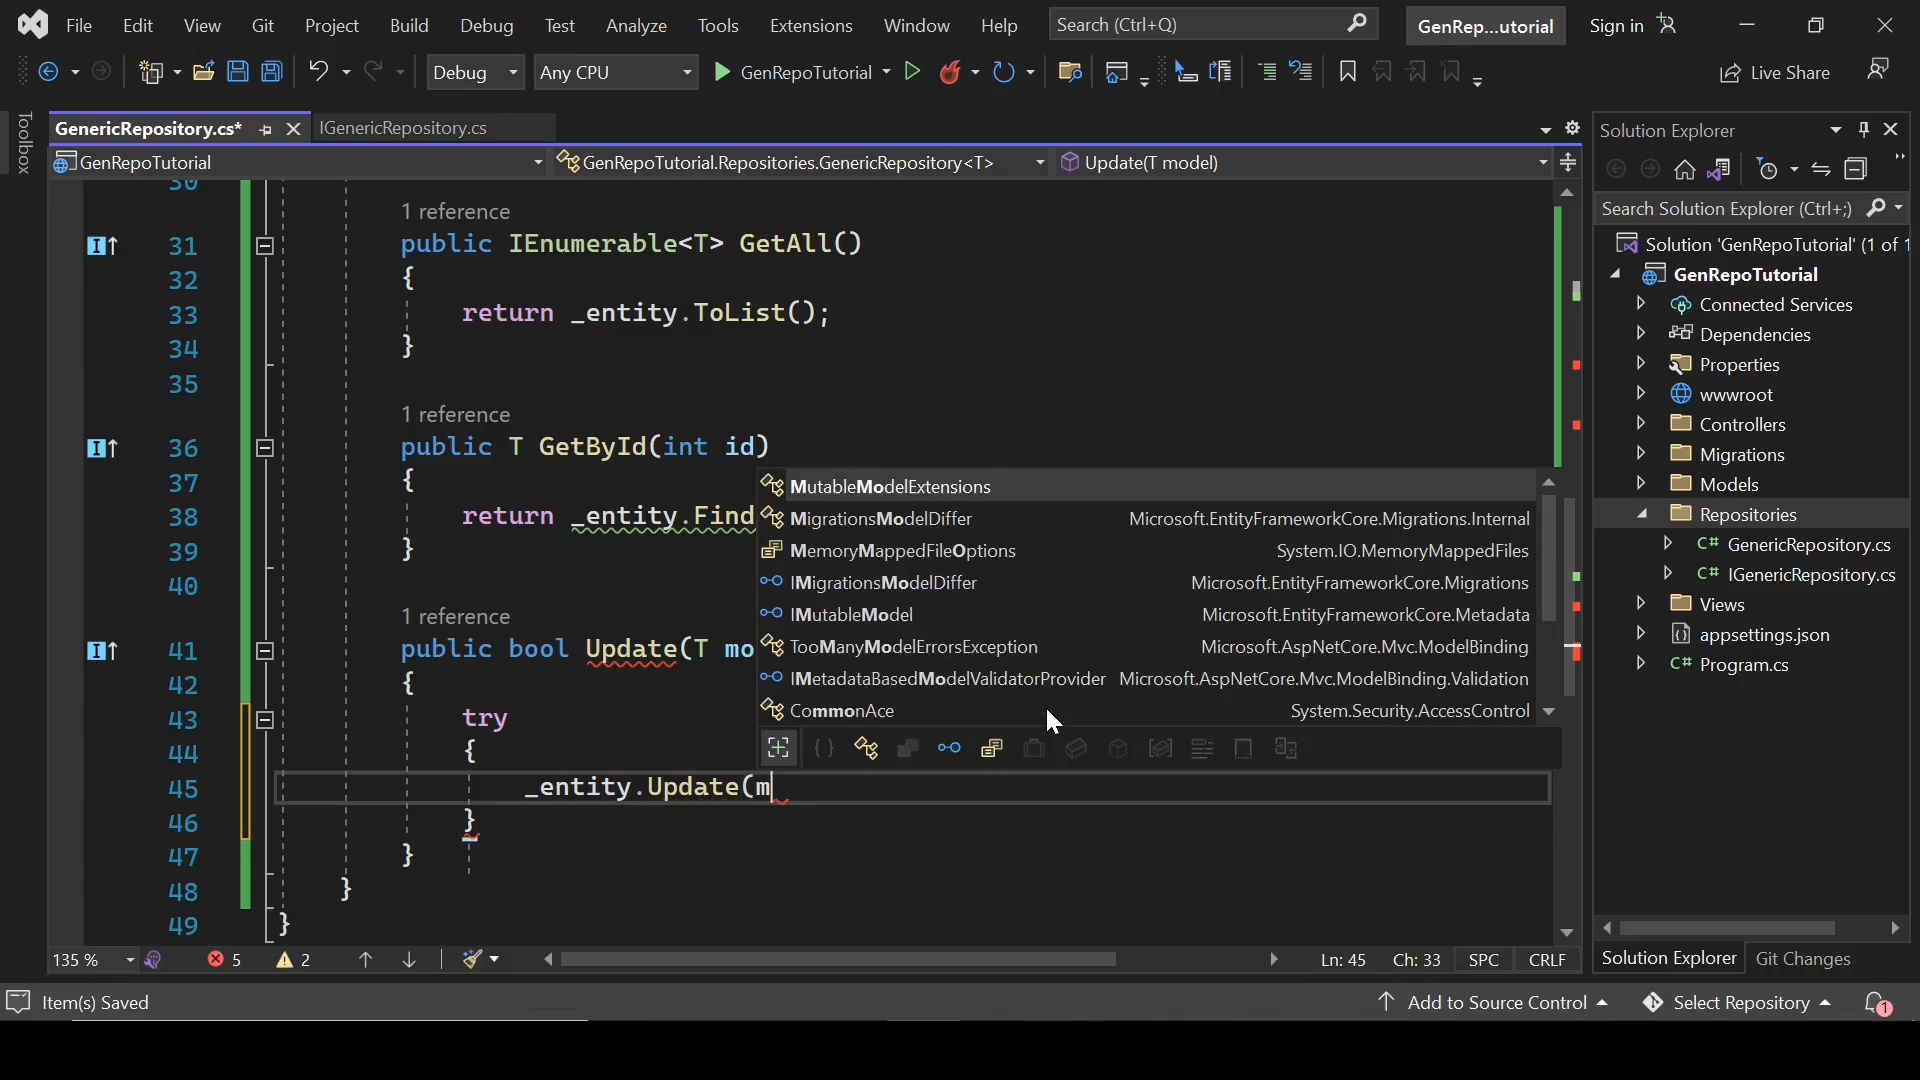 File Edit View Git Project Build Debug Test Analyze Tools Extensions Window Help Search (Ctrl+Q) GenRep...utorial Sign in
Debug Any CPU GenRepoTutorial Live Share
Toolbox
GenericRepository.cs* IGenericRepository.cs
GenRepoTutorial GenRepoTutorial.Repositories.GenericRepository<T> Update(T model)
30
1 reference
31 public IEnumerable<T> GetAll()
32 {
33 return _entity.ToList();
34 }
35
1 reference
36 public T GetById(int id)
37 {
38 return _entity.Find
39 }
40
1 reference
41 public bool Update(T mo
42 {
43 try
44 {
45 _entity.Update(m
46 }
47 }
48 }
49 }
MutableModelExtensions
MigrationsModelDiffer Microsoft.EntityFrameworkCore.Migrations.Internal
MemoryMappedFileOptions System.IO.MemoryMappedFiles
IMigrationsModelDiffer Microsoft.EntityFrameworkCore.Migrations
IMutableModel Microsoft.EntityFrameworkCore.Metadata
TooManyModelErrorsException Microsoft.AspNetCore.Mvc.ModelBinding
IMetadataBasedModelValidatorProvider Microsoft.AspNetCore.Mvc.ModelBinding.Validation
CommonAce System.Security.AccessControl
135 % 5 2 Ln: 45 Ch: 33 SPC CRLF
Solution Explorer
Search Solution Explorer (Ctrl+;)
Solution 'GenRepoTutorial' (1 of 1
GenRepoTutorial
Connected Services
Dependencies
Properties
wwwroot
Controllers
Migrations
Models
Repositories
C# GenericRepository.cs
C# IGenericRepository.cs
Views
appsettings.json
C# Program.cs
Solution Explorer Git Changes
Item(s) Saved Add to Source Control Select Repository 1